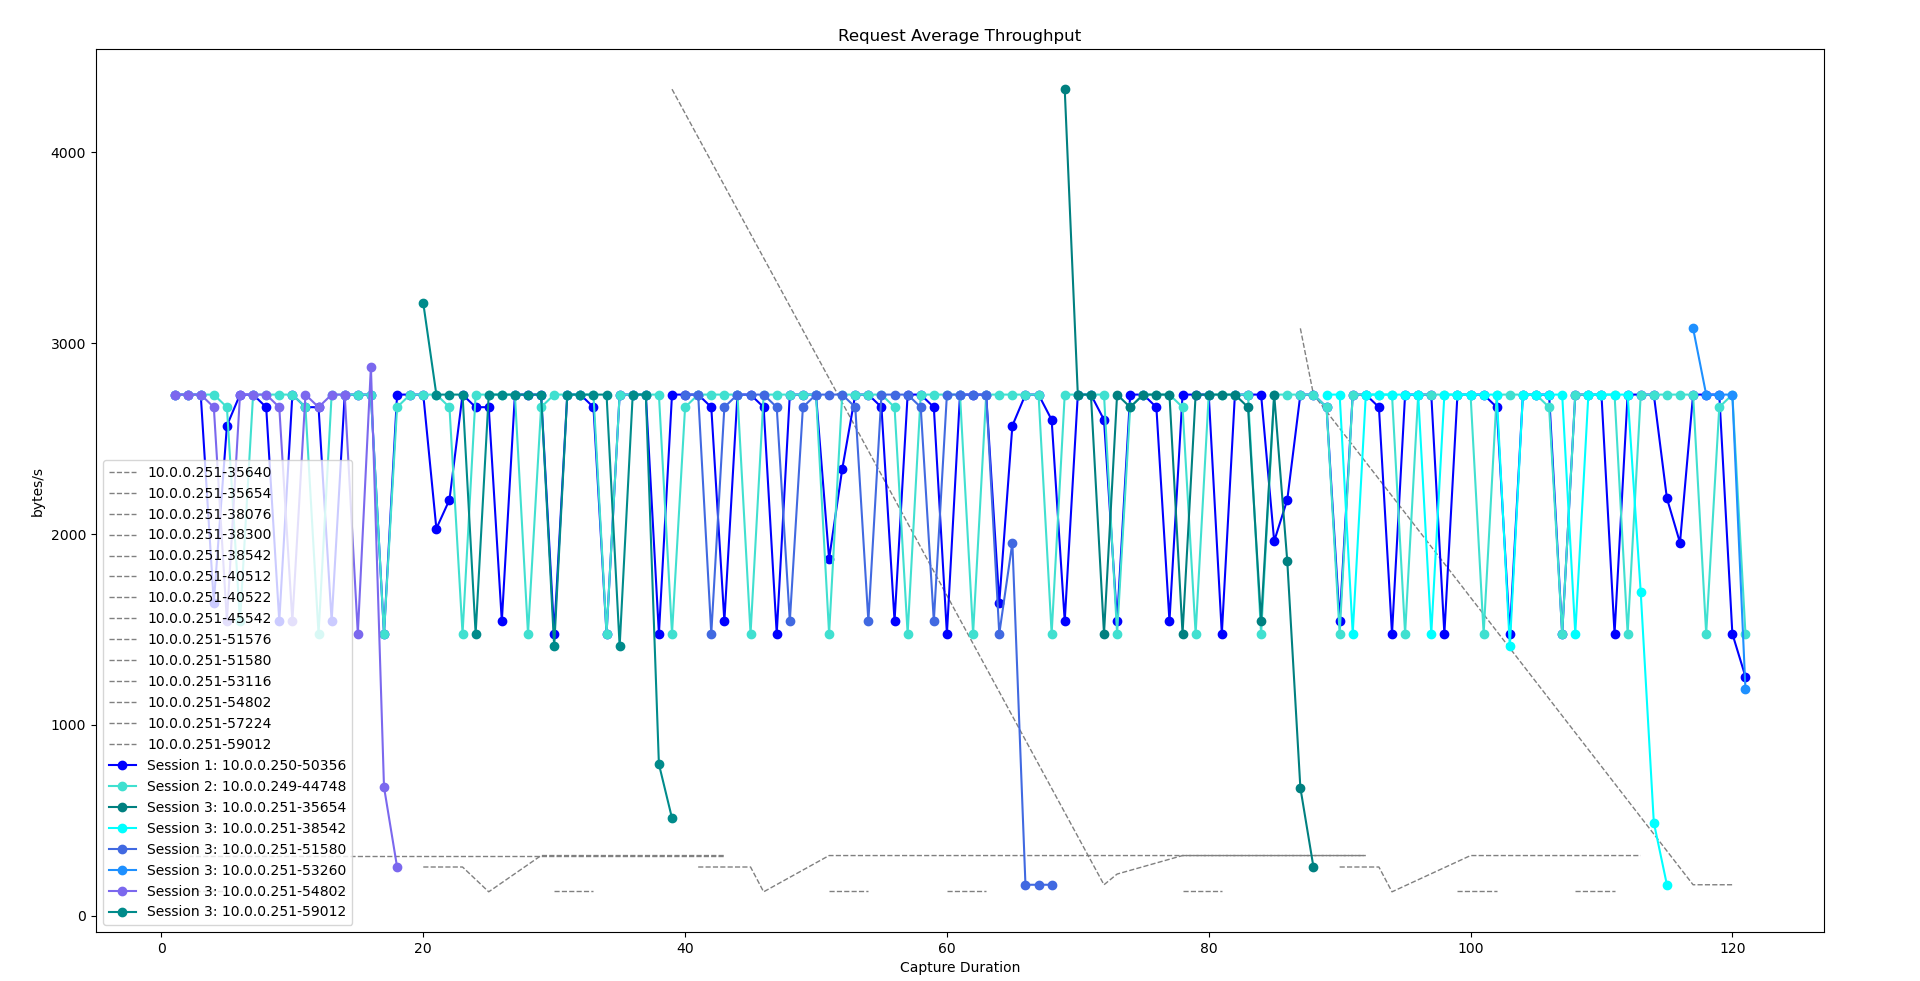 Request Average Throughput
4000
3000
2000
1000
0
bytes/s
10.0.0.251-35640
10.0.0.251-35654
10.0.0.251-38076
10.0.0.251-38300
10.0.0.251-38542
10.0.0.251-40512
10.0.0.251-40522
10.0.0.251-45542
10.0.0.251-51576
10.0.0.251-51580
10.0.0.251-53116
10.0.0.251-54802
10.0.0.251-57224
10.0.0.251-59012
Session 1: 10.0.0.250-50356
Session 2: 10.0.0.249-44748
Session 3: 10.0.0.251-35654
Session 3: 10.0.0.251-38542
Session 3: 10.0.0.251-51580
Session 3: 10.0.0.251-53260
Session 3: 10.0.0.251-54802
Session 3: 10.0.0.251-59012
0 20 40 60 80 100 120
Capture Duration